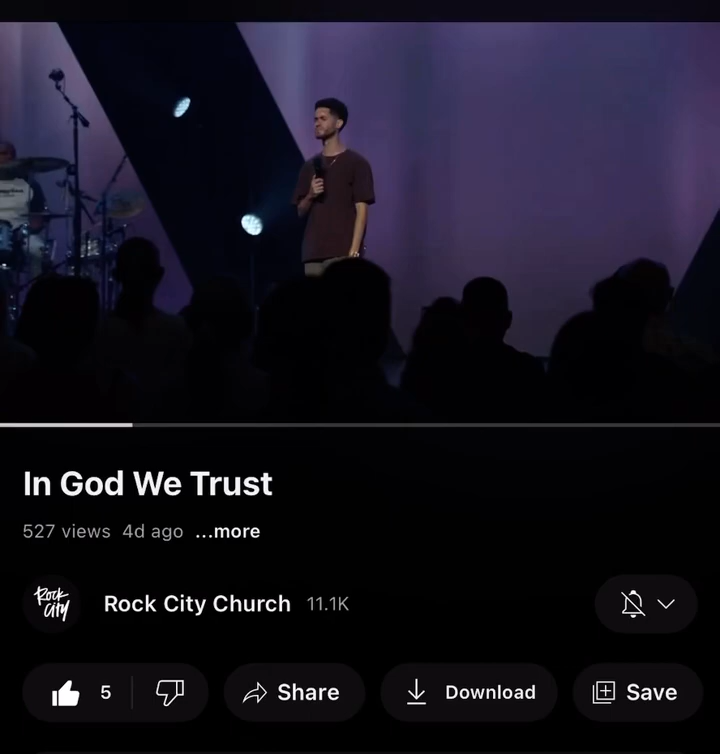 In God We Trust
527 views 4d ago ...more
Rock City
Rock City Church 11.1K
5 Share Download Save